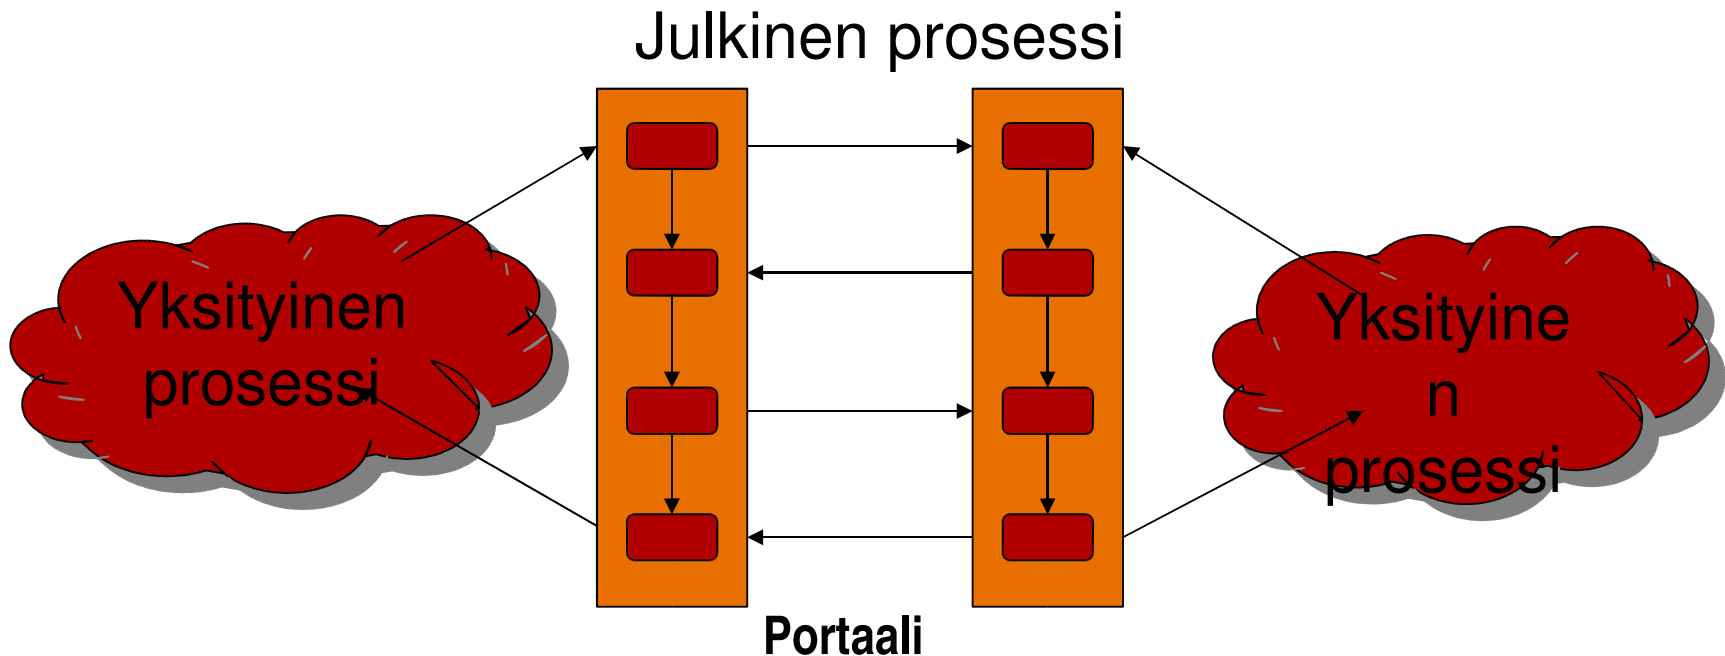 Julkinen prosessi
Yksityinen
prosessi
Yksityine
n
prosessi
Portaali